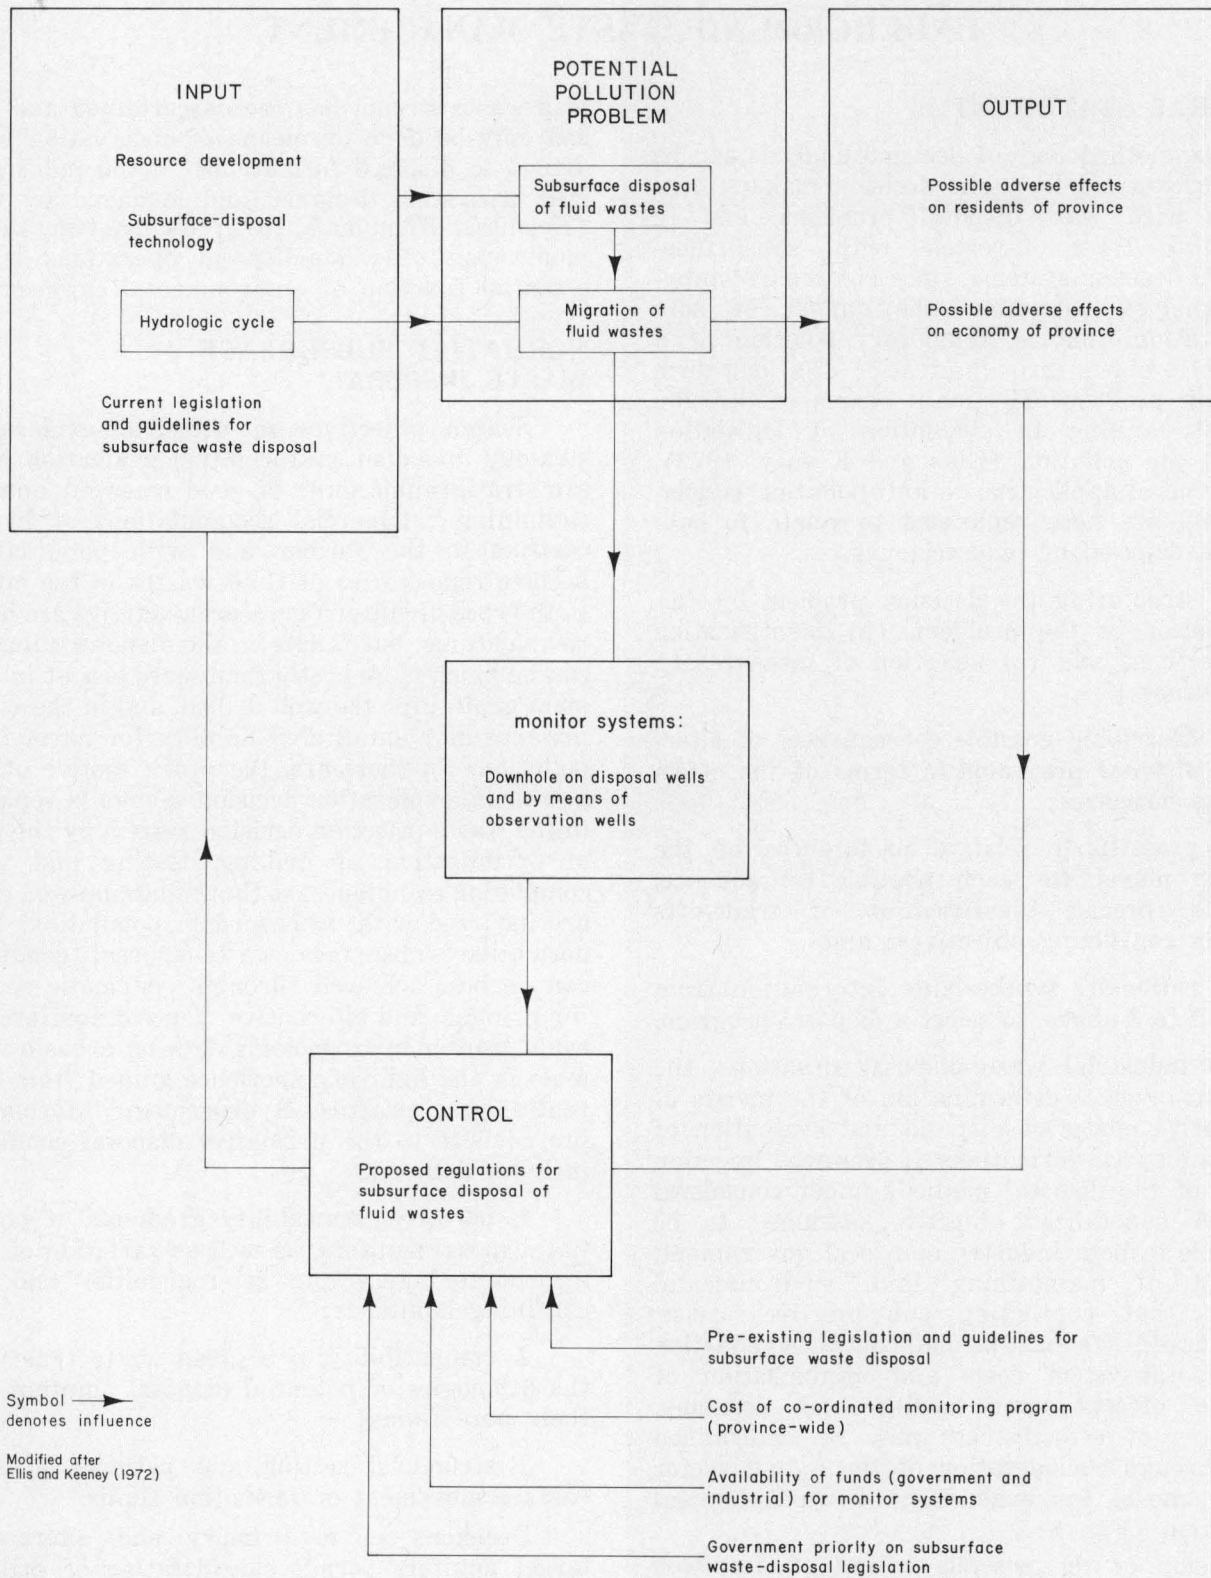 INPUT
Resource development
Subsurface-disposal
technology
Hydrologic cycle
Current legislation
and guidelines for
subsurface waste disposal
POTENTIAL
POLLUTION
PROBLEM
Subsurface disposal
of fluid wastes
Migration of
fluid wastes
OUTPUT
Possible adverse effects
on residents of province
Possible adverse effects
on economy of province
monitor systems:
Downhole on disposal wells
and by means of
observation wells
CONTROL
Proposed regulations for
subsurface disposal of
fluid wastes
Pre-existing legislation and guidelines for
subsurface waste disposal
Cost of co-ordinated monitoring program
(province-wide)
Availability of funds (government and
industrial) for monitor systems
Government priority on subsurface
waste-disposal legislation
Symbol
denotes influence
Modified after
Ellis and Keeney (1972)